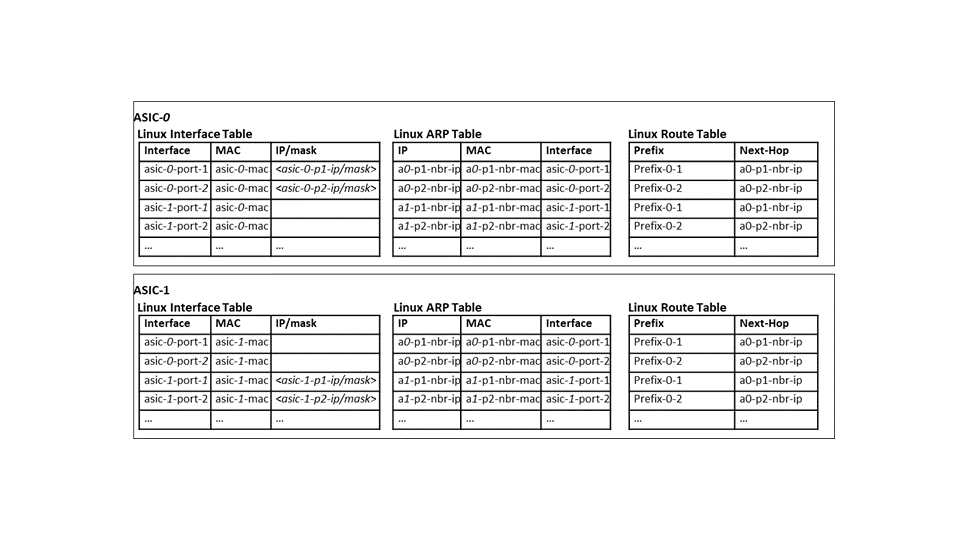 ASIC-0
Linux Interface Table Linux ARP Table Linux Route Table
Interface MAC IP/mask IP MAC Interface Prefix Next-Hop
asic-0-port-1 asic-0-mac <asic-0-p1-ip/mask> a0-p1-nbr-ip a0-p1-nbr-mac asic-0-port-1 Prefix-0-1 a0-p1-nbr-ip
asic-0-port-2 asic-0-mac <asic-0-p2-ip/mask> a0-p2-nbr-ip a0-p2-nbr-mac asic-0-port-2 Prefix-0-2 a0-p2-nbr-ip
asic-1-port-1 asic-0-mac a1-p1-nbr-ip a1-p1-nbr-mac asic-1-port-1 Prefix-0-1 a0-p1-nbr-ip
asic-1-port-2 asic-0-mac a1-p2-nbr-ip a1-p2-nbr-mac asic-1-port-2 Prefix-0-2 a0-p2-nbr-ip
... ... ... ... ... ... ... ...
ASIC-1
Linux Interface Table Linux ARP Table Linux Route Table
Interface MAC IP/mask IP MAC Interface Prefix Next-Hop
asic-0-port-1 asic-1-mac a0-p1-nbr-ip a0-p1-nbr-mac asic-0-port-1 Prefix-0-1 a0-p1-nbr-ip
asic-0-port-2 asic-1-mac a0-p2-nbr-ip a0-p2-nbr-mac asic-0-port-2 Prefix-0-2 a0-p2-nbr-ip
asic-1-port-1 asic-1-mac <asic-1-p1-ip/mask> a1-p1-nbr-ip a1-p1-nbr-mac asic-1-port-1 Prefix-0-1 a0-p1-nbr-ip
asic-1-port-2 asic-1-mac <asic-1-p2-ip/mask> a1-p2-nbr-ip a1-p2-nbr-mac asic-1-port-2 Prefix-0-2 a0-p2-nbr-ip
... ... ... ... ... ... ... ...